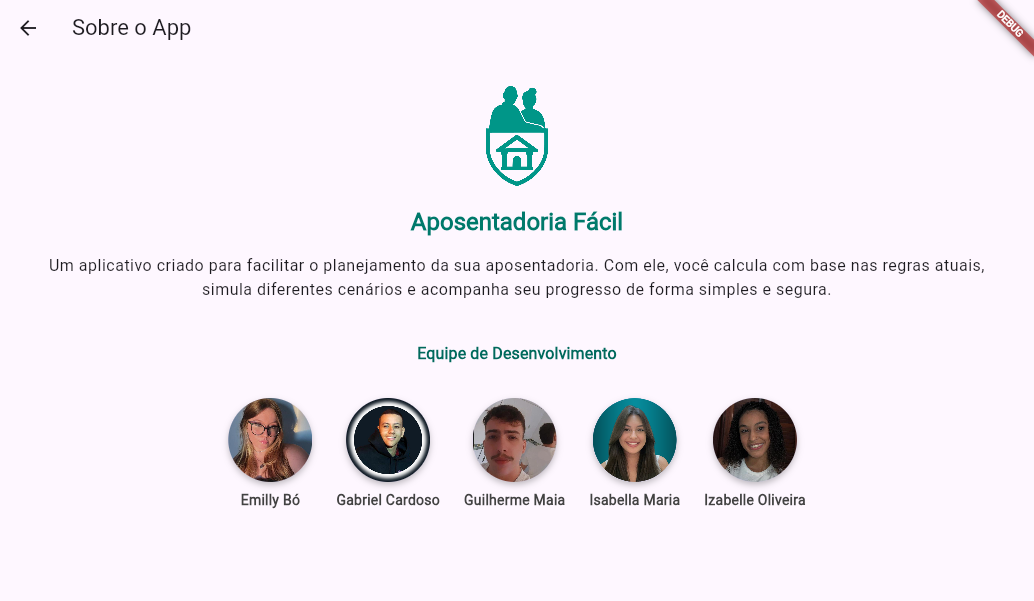 Sobre o App
DEBUG
Aposentadoria Fácil
Um aplicativo criado para facilitar o planejamento da sua aposentadoria. Com ele, você calcula com base nas regras atuais,
simula diferentes cenários e acompanha seu progresso de forma simples e segura.
Equipe de Desenvolvimento
Emilly Bó
Gabriel Cardoso
Guilherme Maia
Isabella Maria
Izabelle Oliveira